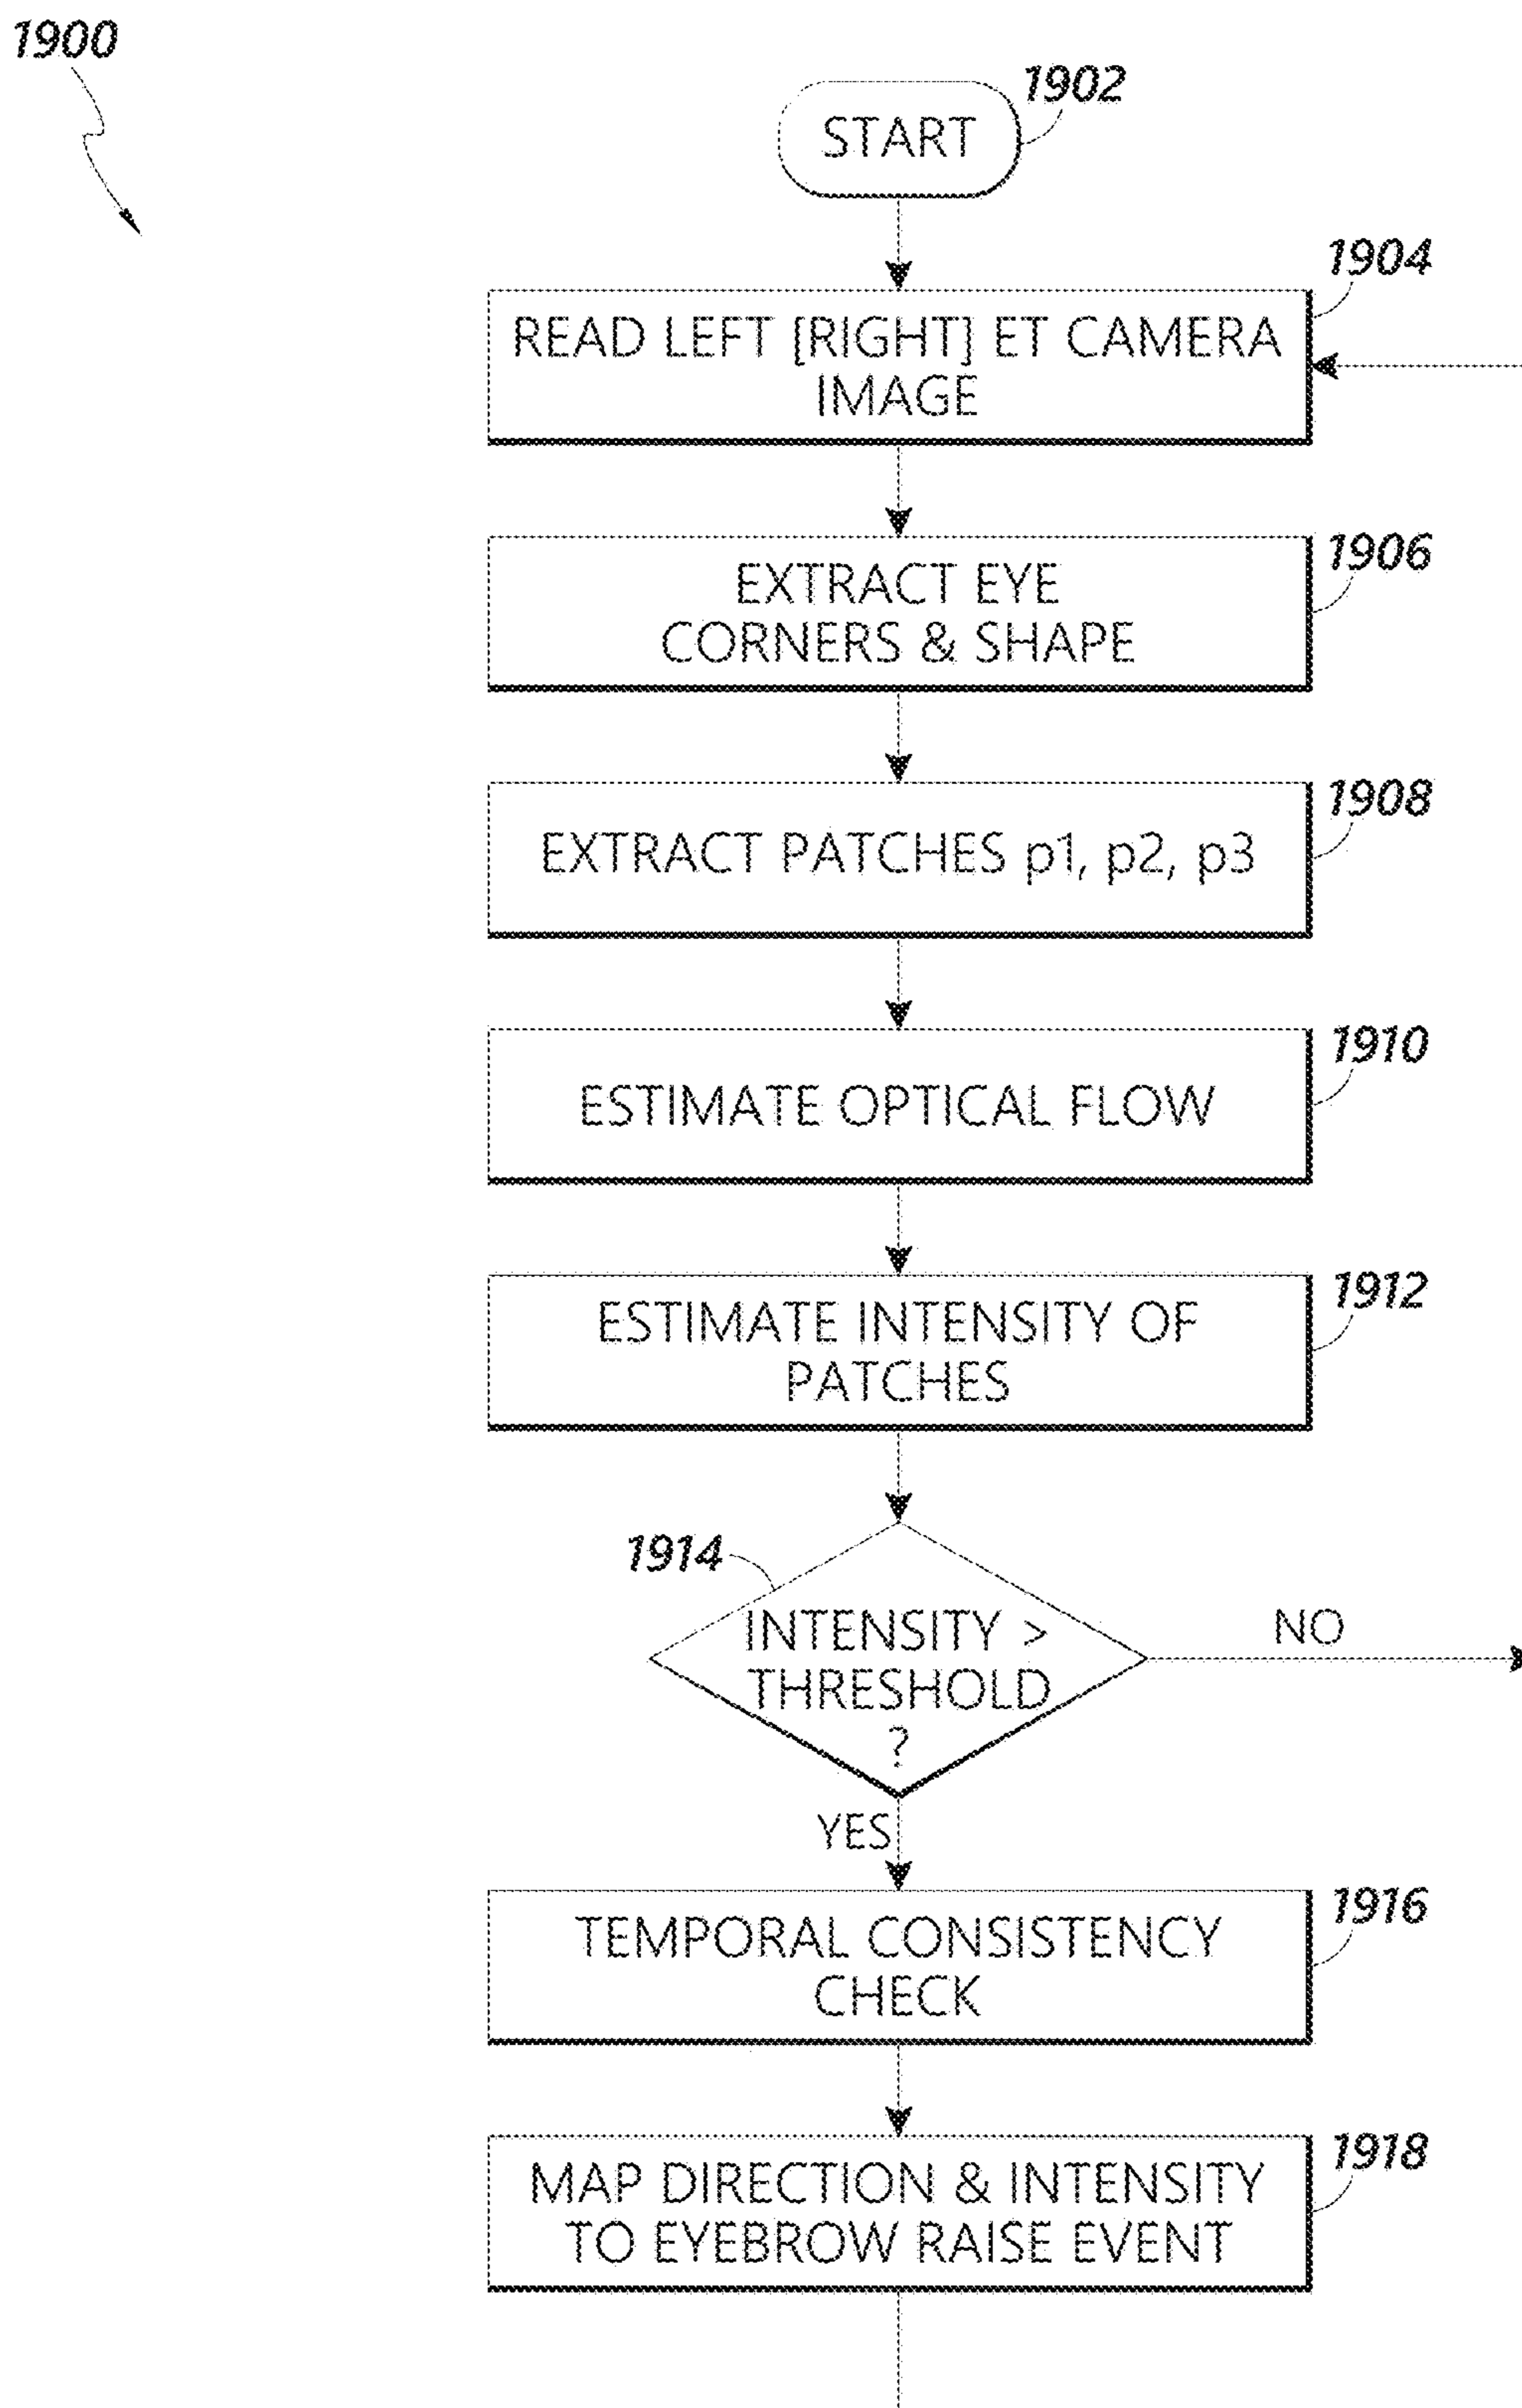 1900
1902
START
1904
READ LEFT [RIGHT] ET CAMERA
IMAGE
1906
EXTRACT EYE
CORNERS & SHAPE
1908
EXTRACT PATCHES p1, p2, p3
1910
ESTIMATE OPTICAL FLOW
1912
ESTIMATE INTENSITY OF
PATCHES
1914
INTENSITY >
THRESHOLD
?
NO
YES
1916
TEMPORAL CONSISTENCY
CHECK
1918
MAP DIRECTION & INTENSITY
TO EYEBROW RAISE EVENT